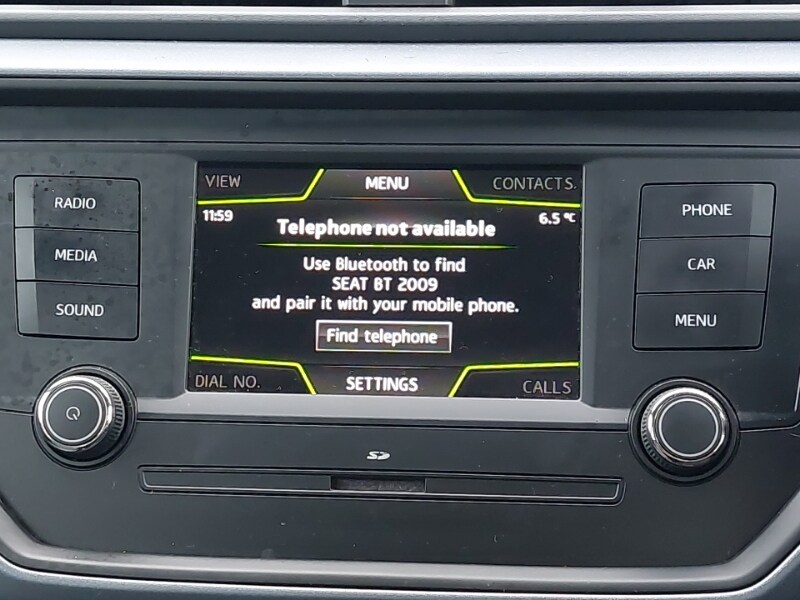 VIEW
MENU
CONTACTS.
11:59
6.5 °C
Telephone not available
Use Bluetooth to find
SEAT BT 2009
and pair it with your mobile phone.
Find telephone
DIAL NO.
SETTINGS
CALLS
RADIO
MEDIA
SOUND
PHONE
CAR
MENU
SD